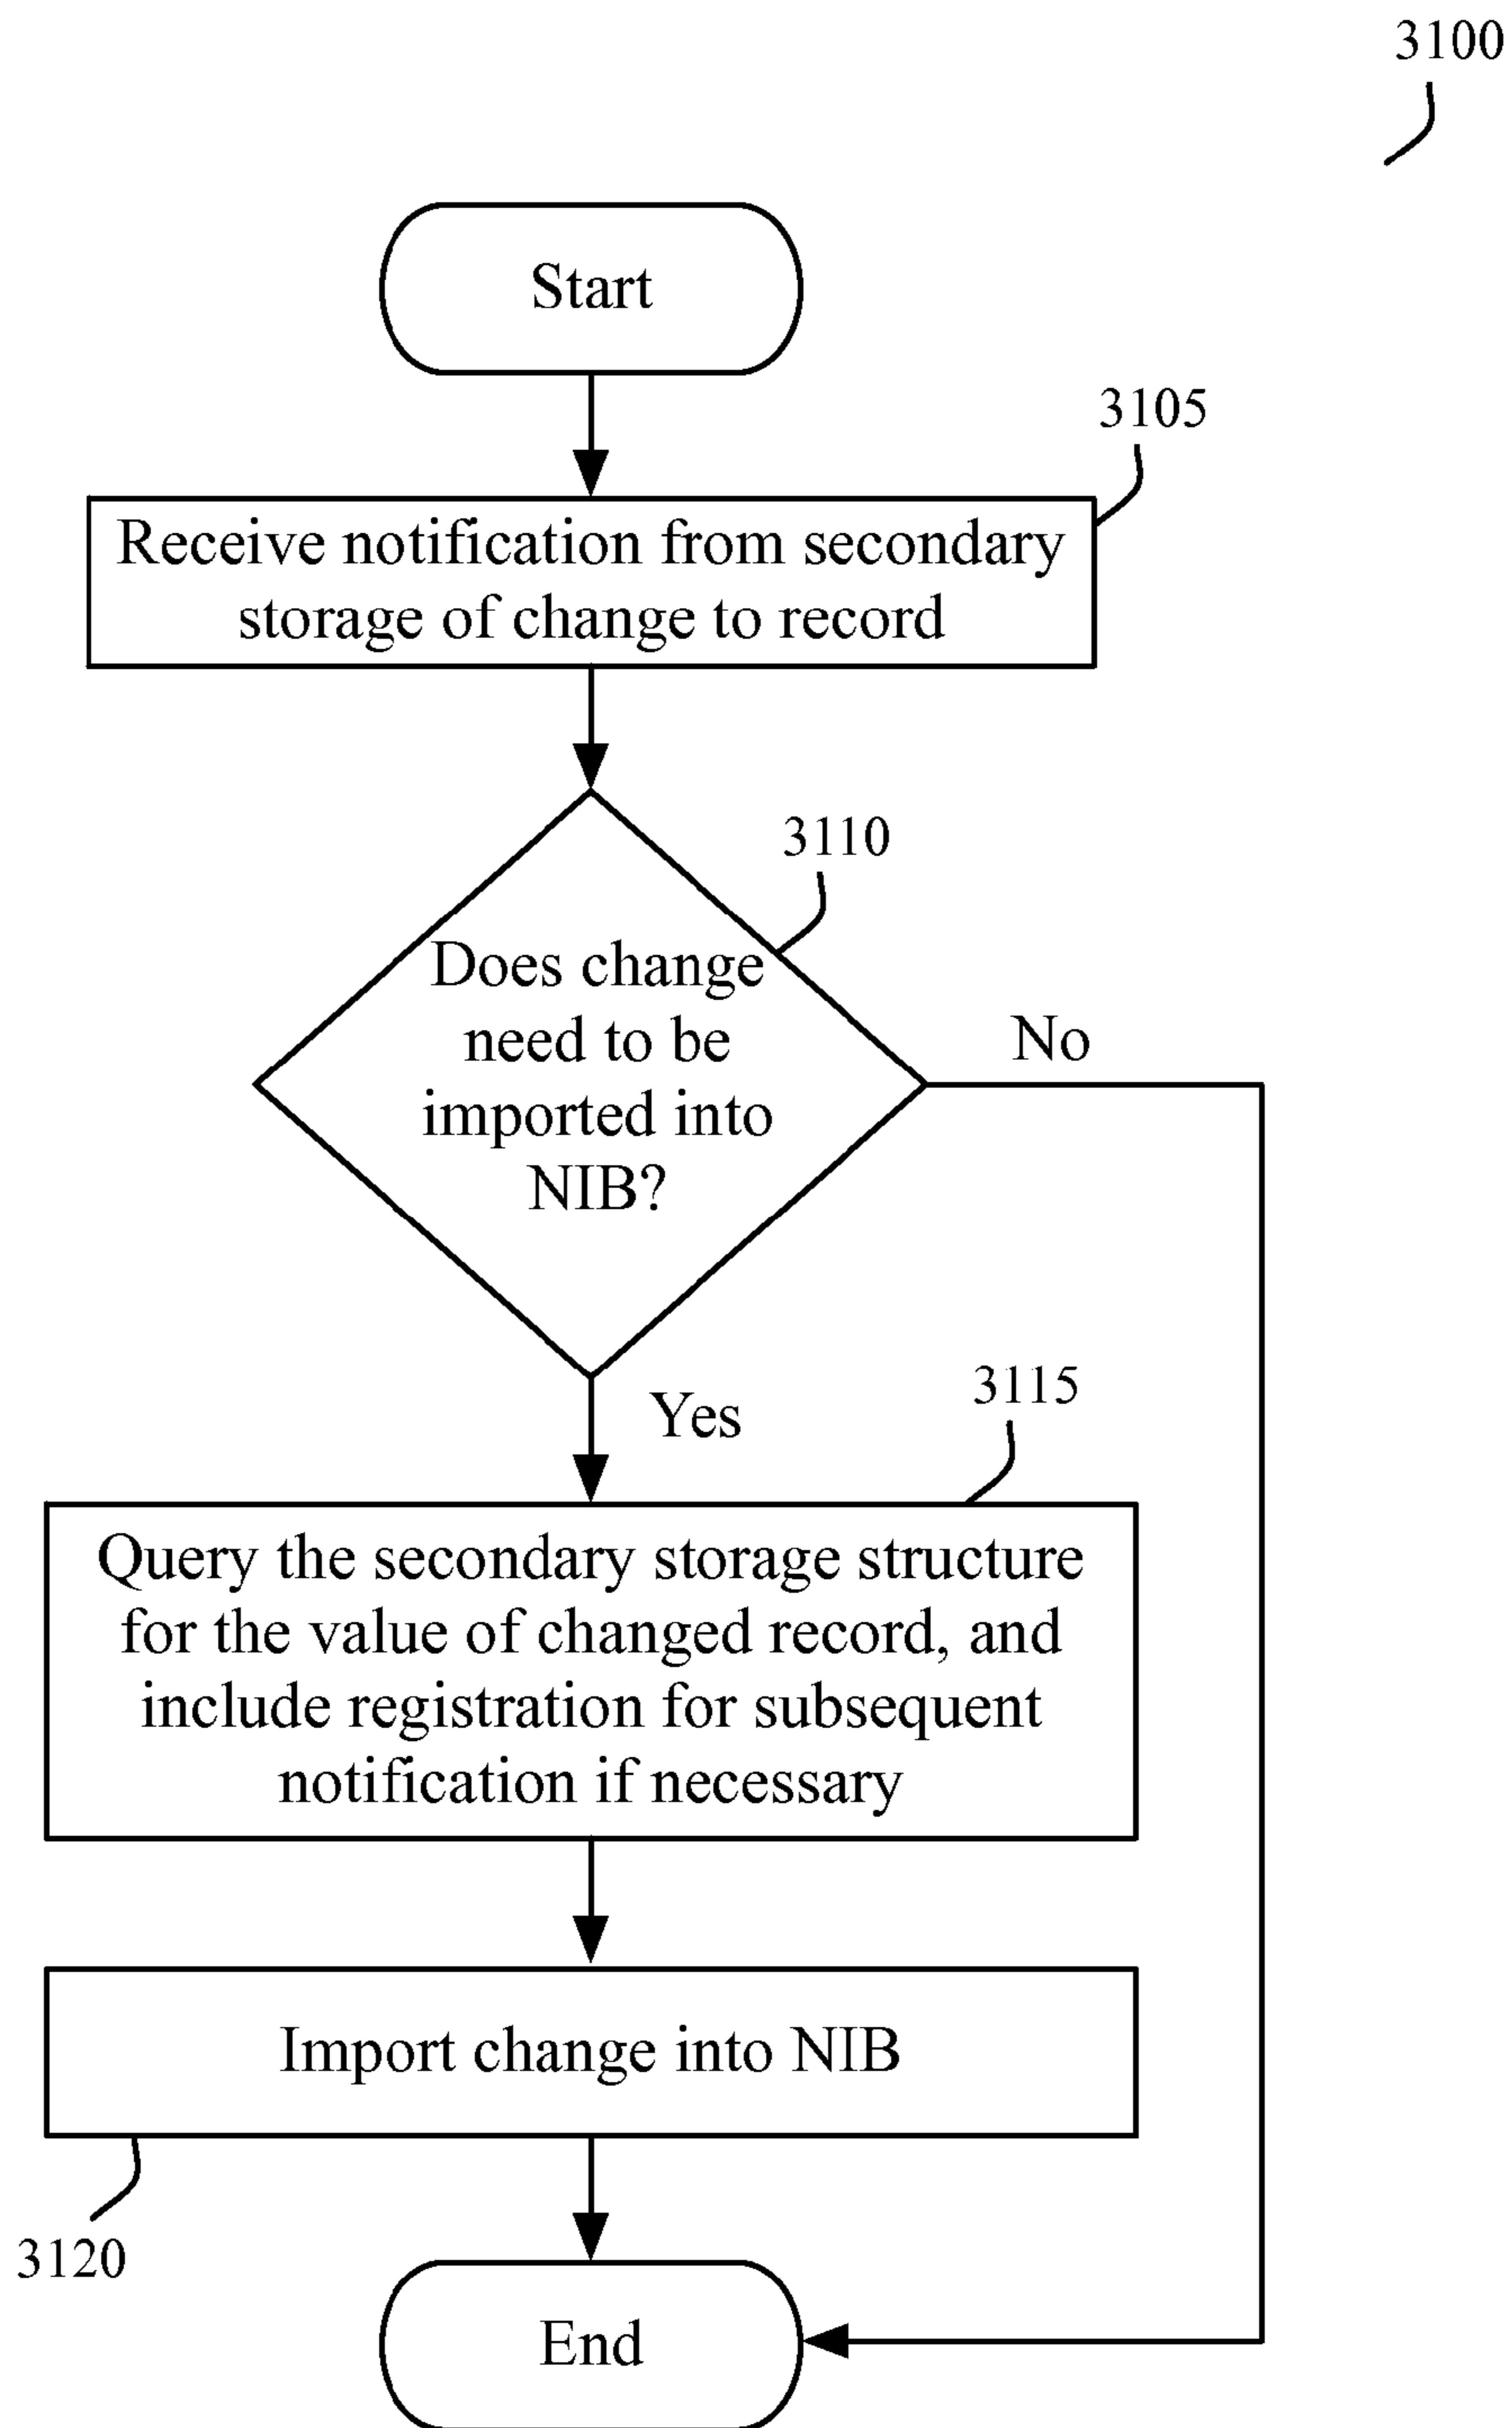 3100
Start
3105
Receive notification from secondary
storage of change to record
3110
Does change
need to be
imported into
NIB?
No
Yes
3115
Query the secondary storage structure
for the value of changed record, and
include registration for subsequent
notification if necessary
Import change into NIB
3120
End